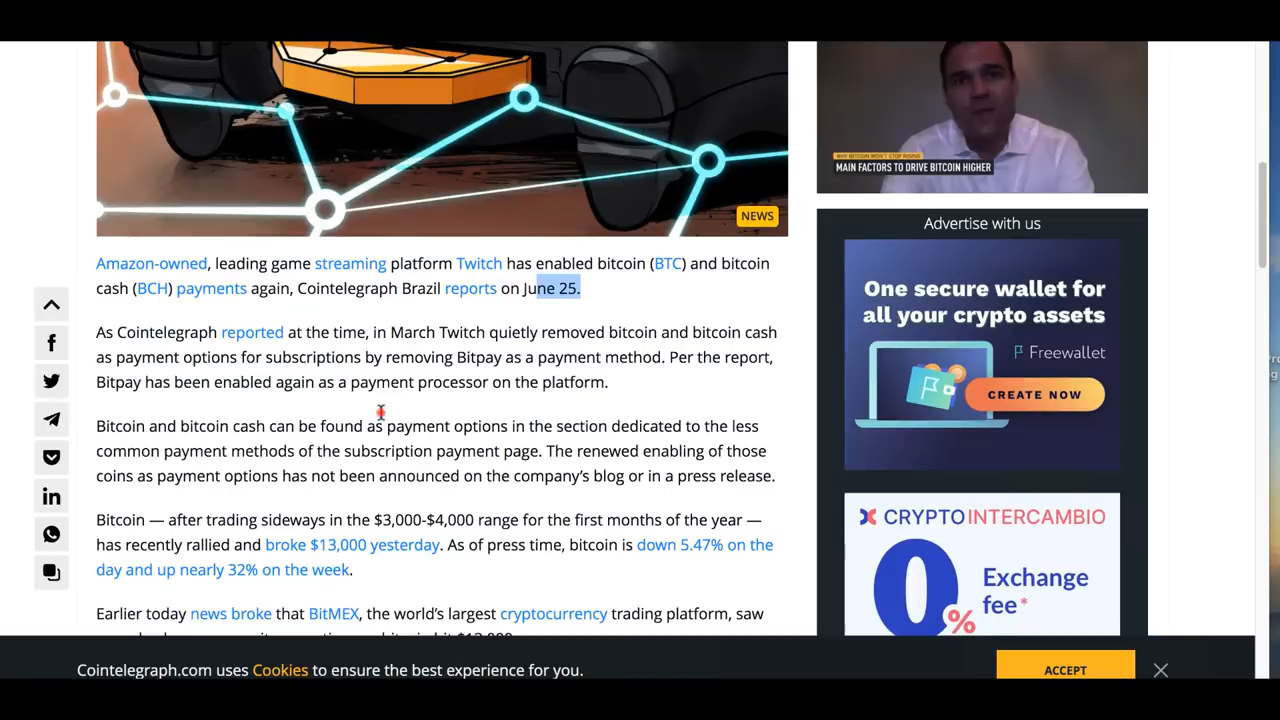 WHY BITCOIN WON'T STOP RISING
MAIN FACTORS TO DRIVE BITCOIN HIGHER
NEWS
Amazon-owned, leading game streaming platform Twitch has enabled bitcoin (BTC) and bitcoin
cash (BCH) payments again, Cointelegraph Brazil reports on June 25.
As Cointelegraph reported at the time, in March Twitch quietly removed bitcoin and bitcoin cash
as payment options for subscriptions by removing Bitpay as a payment method. Per the report,
Bitpay has been enabled again as a payment processor on the platform.
Bitcoin and bitcoin cash can be found as payment options in the section dedicated to the less
common payment methods of the subscription payment page. The renewed enabling of those
coins as payment options has not been announced on the company's blog or in a press release.
Bitcoin — after trading sideways in the $3,000-$4,000 range for the first months of the year —
has recently rallied and broke $13,000 yesterday. As of press time, bitcoin is down 5.47% on the
day and up nearly 32% on the week.
Earlier today news broke that BitMEX, the world's largest cryptocurrency trading platform, saw
Advertise with us
One secure wallet for
all your crypto assets
Freewallet
CREATE NOW
CRYPTOINTERCAMBIO
0%
Exchange
fee*
Cointelegraph.com uses Cookies to ensure the best experience for you.
ACCEPT